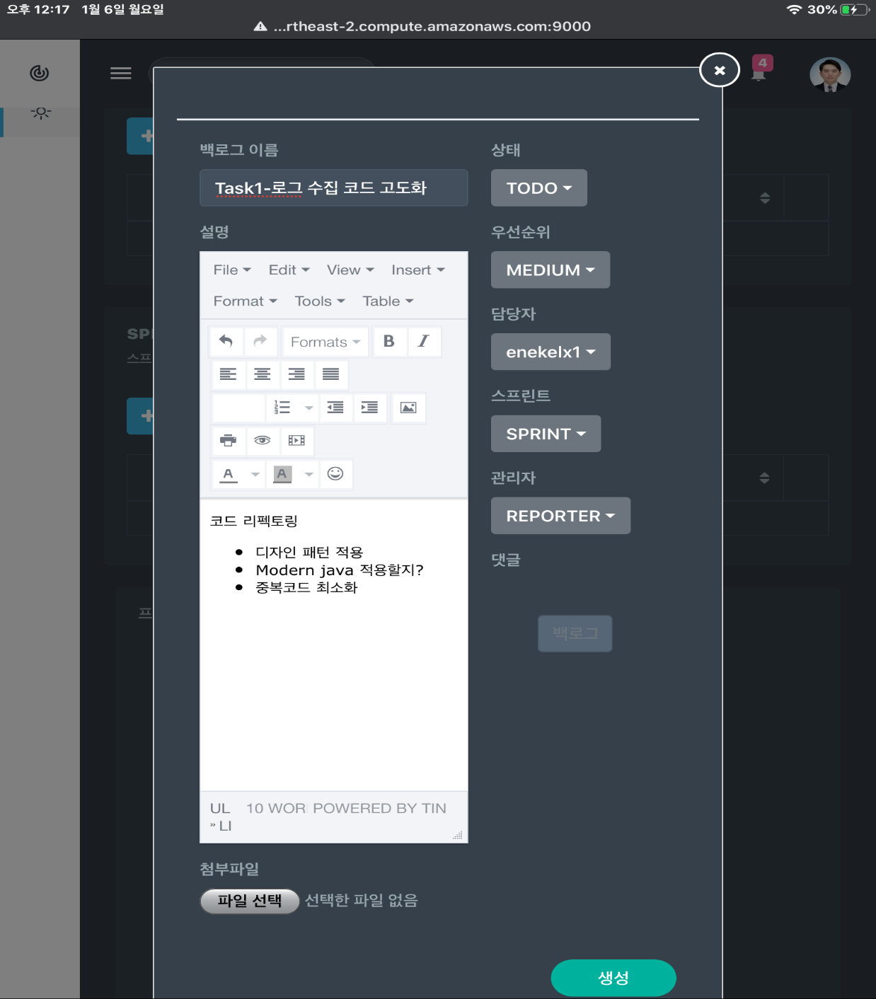 오후 12:17 1월 6일 월요일
30%
...rtheast-2.compute.amazonaws.com:9000
4
백로그 이름
Task1-로그 수집 코드 고도화
설명
File Edit View Insert
Format Tools Table
Formats B I
A A
코드 리펙토링
• 디자인 패턴 적용
• Modern java 적용할지?
• 중복코드 최소화
UL 10 WOR POWERED BY TIN
» LI
첨부파일
파일 선택 선택한 파일 없음
상태
TODO
우선순위
MEDIUM
담당자
enekelx1
스프린트
SPRINT
관리자
REPORTER
댓글
백로그
생성
SPI
스프
프